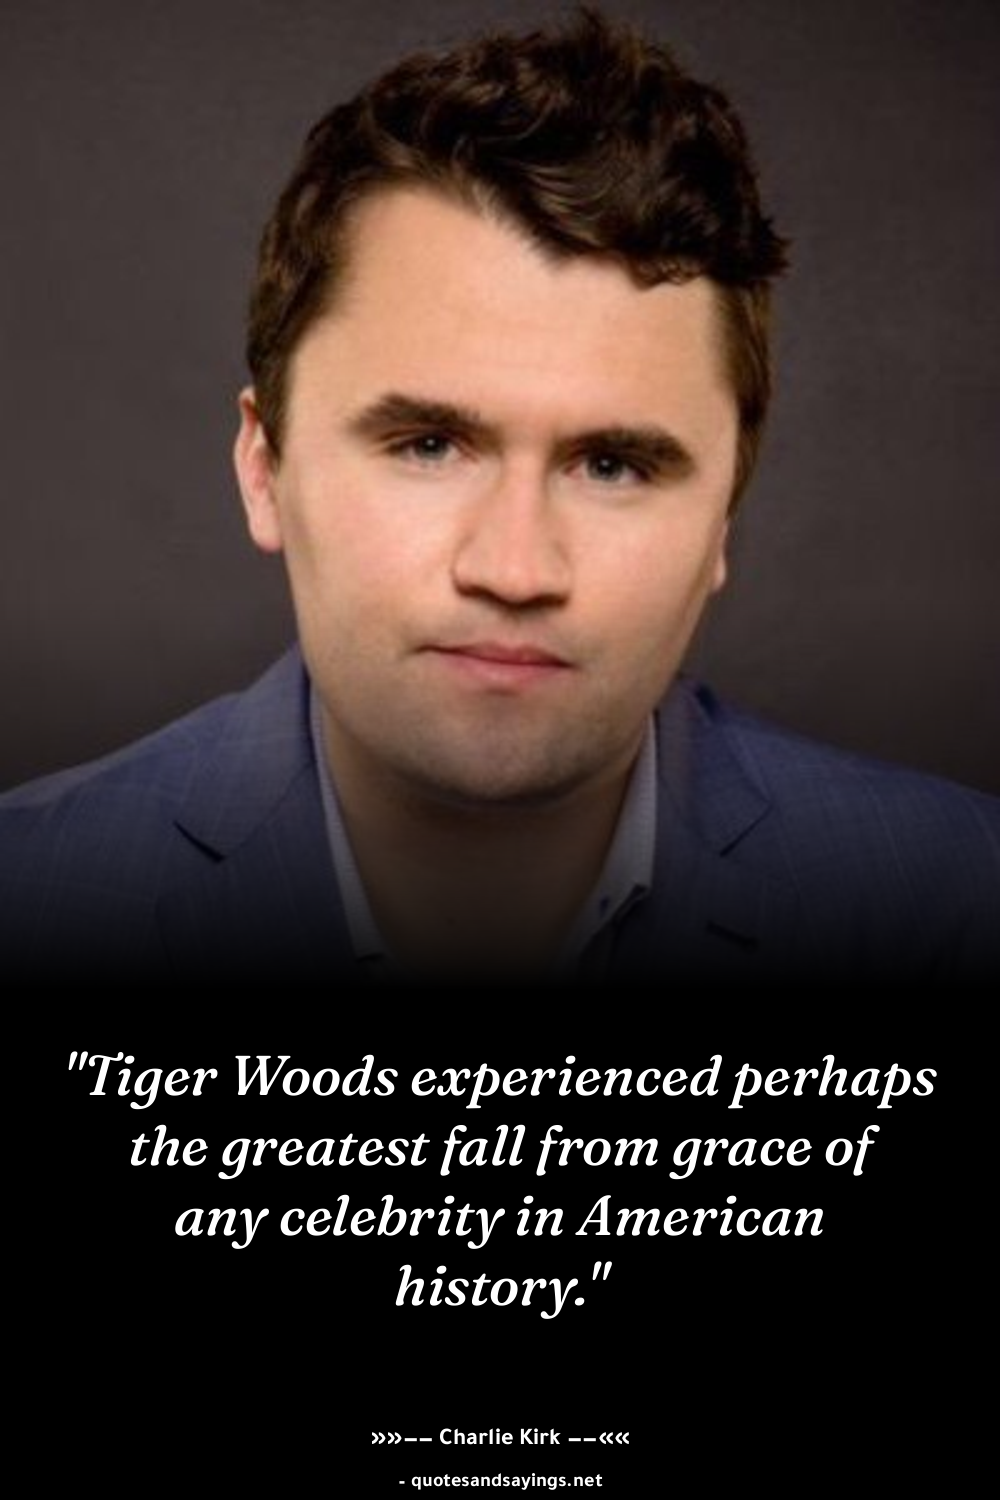 "Tiger Woods experienced perhaps
the greatest fall from grace of
any celebrity in American
history."
»»–– Charlie Kirk ––««
- quotesandsayings.net